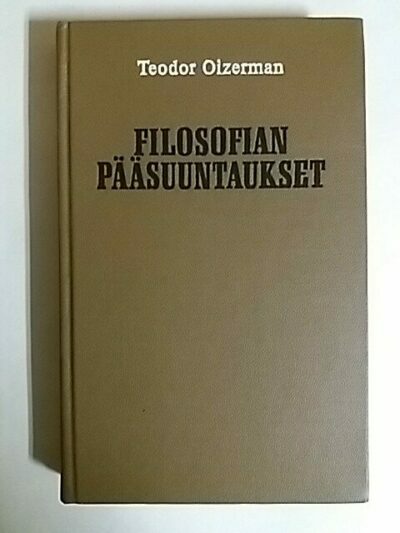 Teodor Oizerman
FILOSOFIAN
PÄÄSUUNTAUKSET